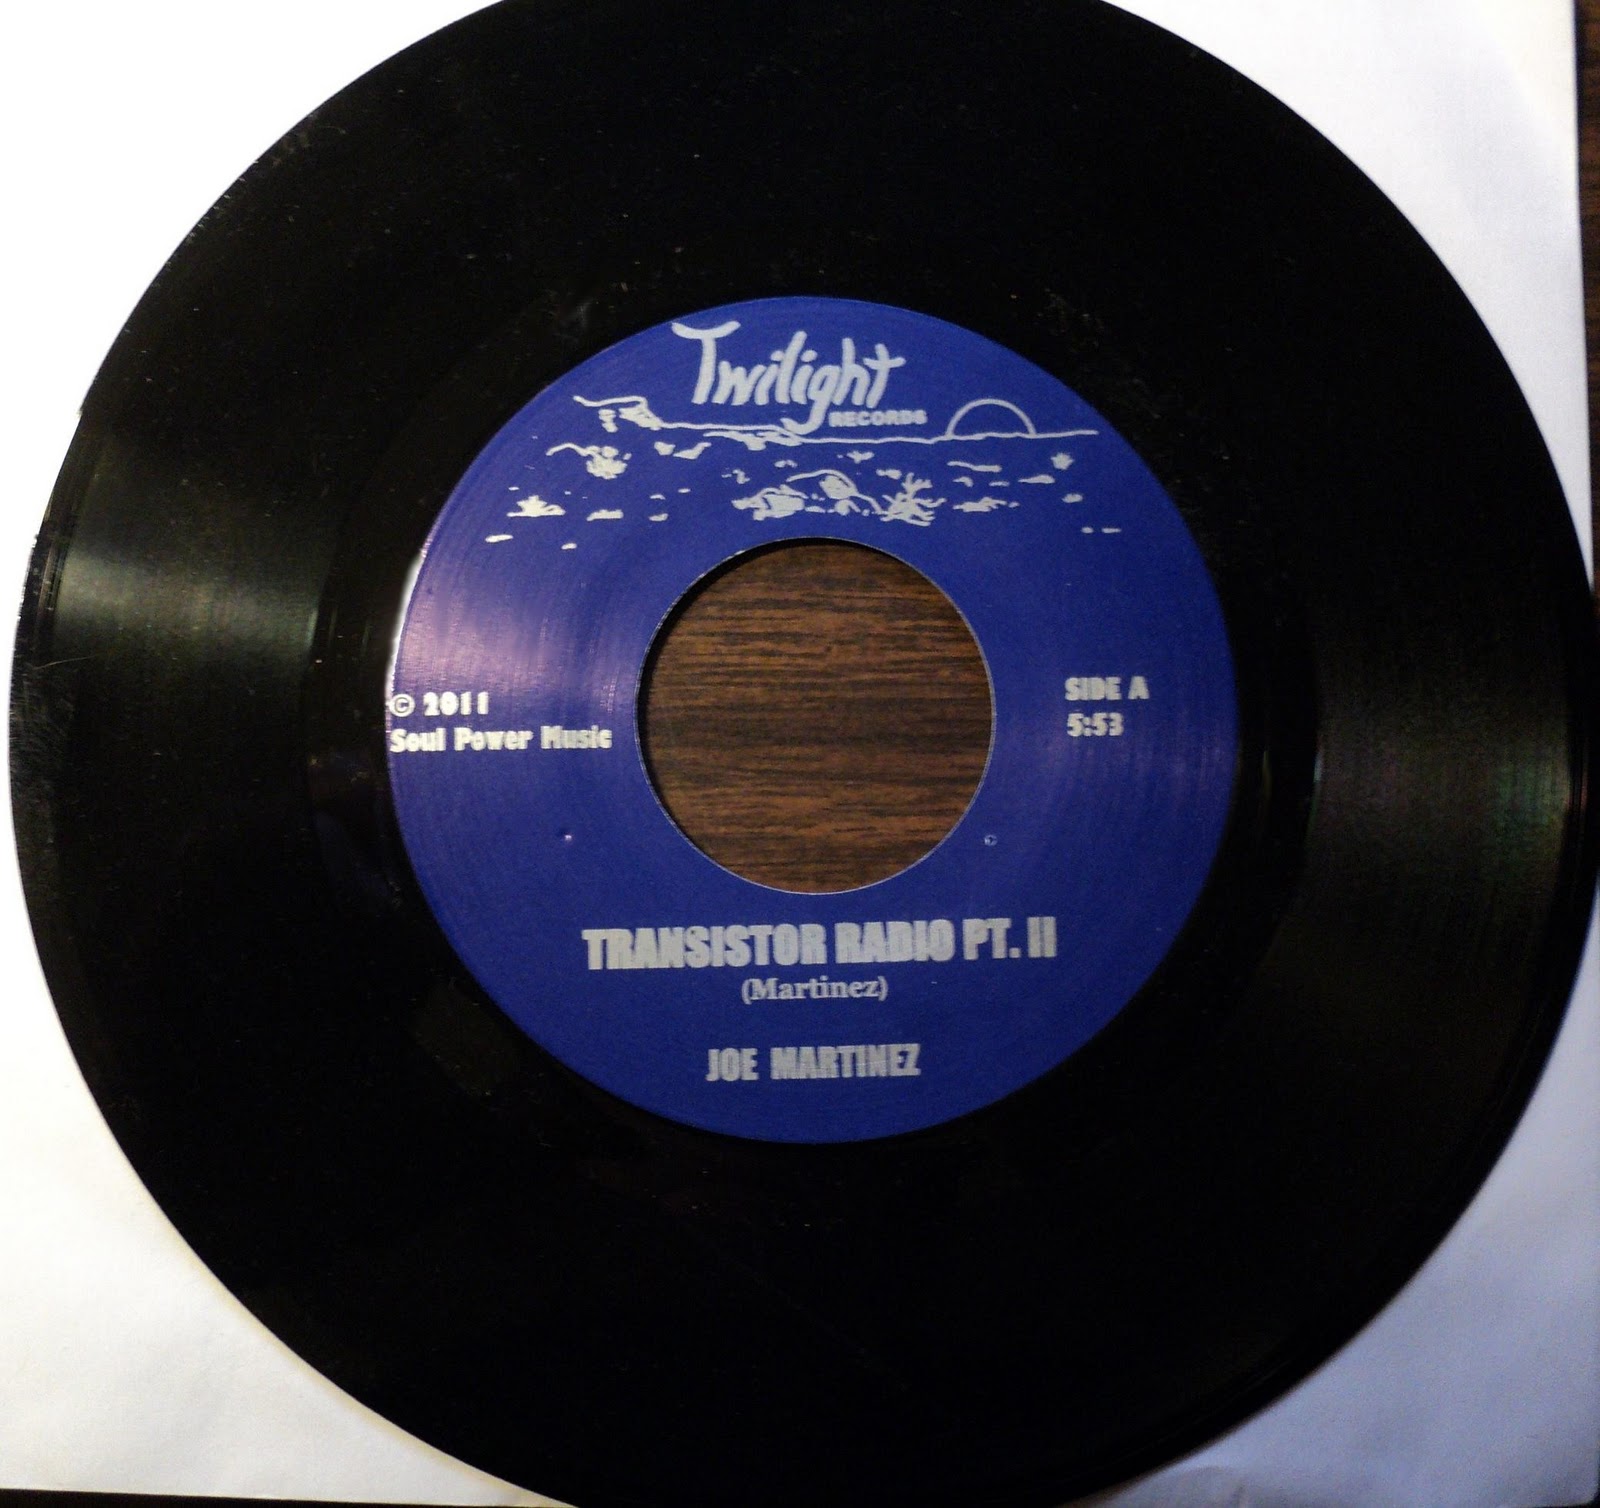 Twilight
RECORDS
© 2011
Soul Power Music
SIDE A
5:53
TRANSISTOR RADIO PT. II
(Martinez)
JOE MARTINEZ